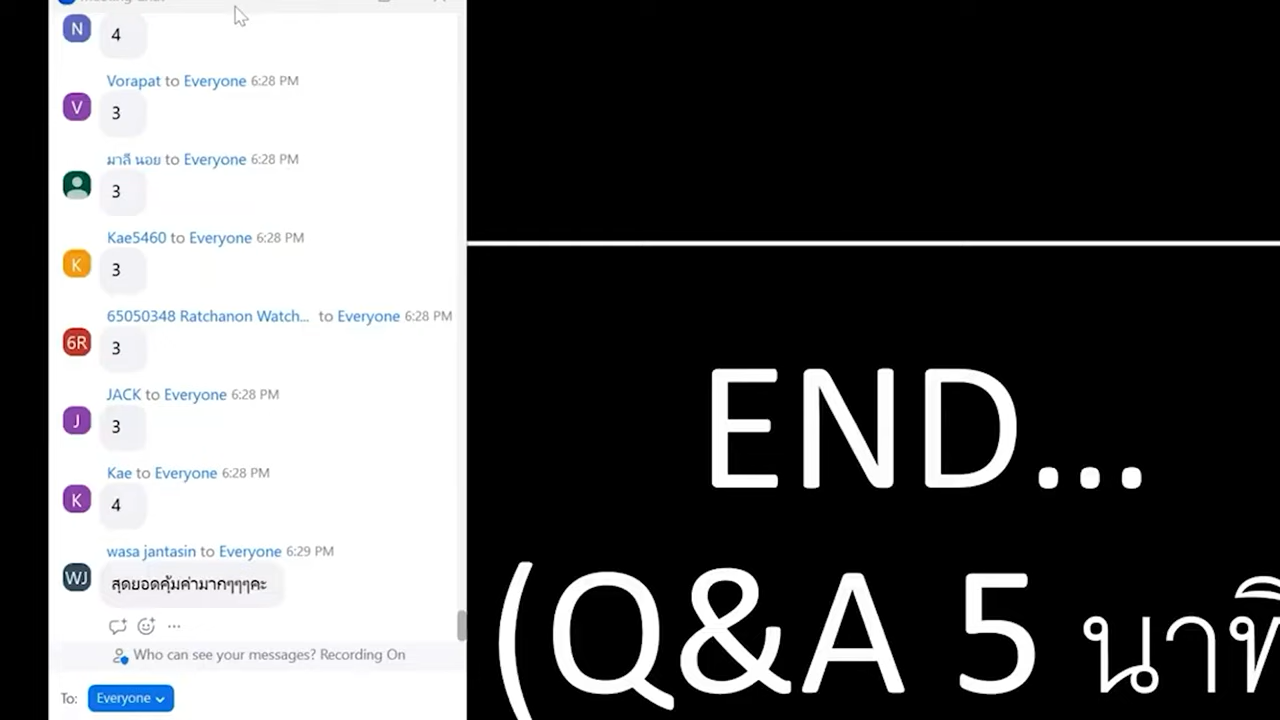 N
4
Vorapat to Everyone 6:28 PM
V
3
มาลี นอย to Everyone 6:28 PM
3
Kae5460 to Everyone 6:28 PM
K
3
65050348 Ratchanon Watch... to Everyone 6:28 PM
6R
3
JACK to Everyone 6:28 PM
J
3
Kae to Everyone 6:28 PM
K
4
wasa jantasin to Everyone 6:29 PM
WJ
สุดยอดคุ้มค่ามากๆๆๆคะ
Who can see your messages? Recording On
To: Everyone
END...
(Q&A 5 นาที